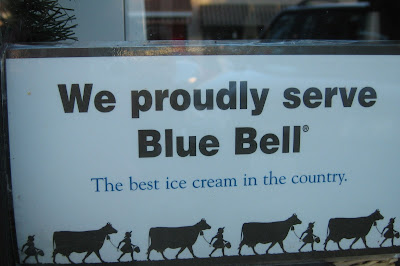 We proudly serve
Blue Bell®
The best ice cream in the country.